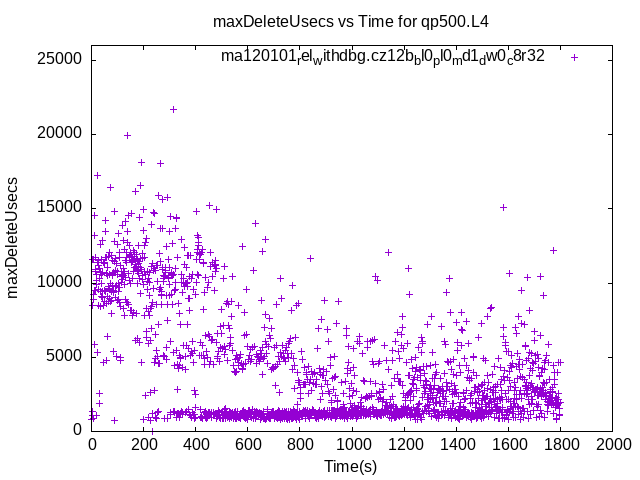 maxDeleteUsecs vs Time for qp500.L4
ma120101_rel_withdbg.cz12b_bl0_pl0_md1_dw0_c8r32
25000
20000
15000
10000
5000
0
maxDeleteUsecs
0 200 400 600 800 1000 1200 1400 1600 1800 2000
Time(s)